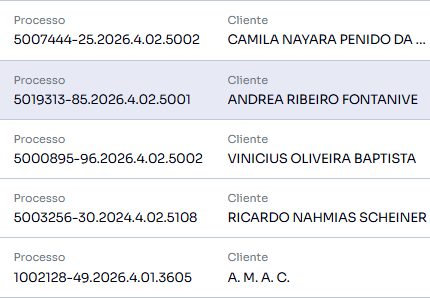 Processo Cliente
5007444-25.2026.4.02.5002 CAMILA NAYARA PENIDO DA ...
Processo Cliente
5019313-85.2026.4.02.5001 ANDREA RIBEIRO FONTANIVE
Processo Cliente
5000895-96.2026.4.02.5002 VINICIUS OLIVEIRA BAPTISTA
Processo Cliente
5003256-30.2024.4.02.5108 RICARDO NAHMIAS SCHEINER
Processo Cliente
1002128-49.2026.4.01.3605 A. M. A. C.